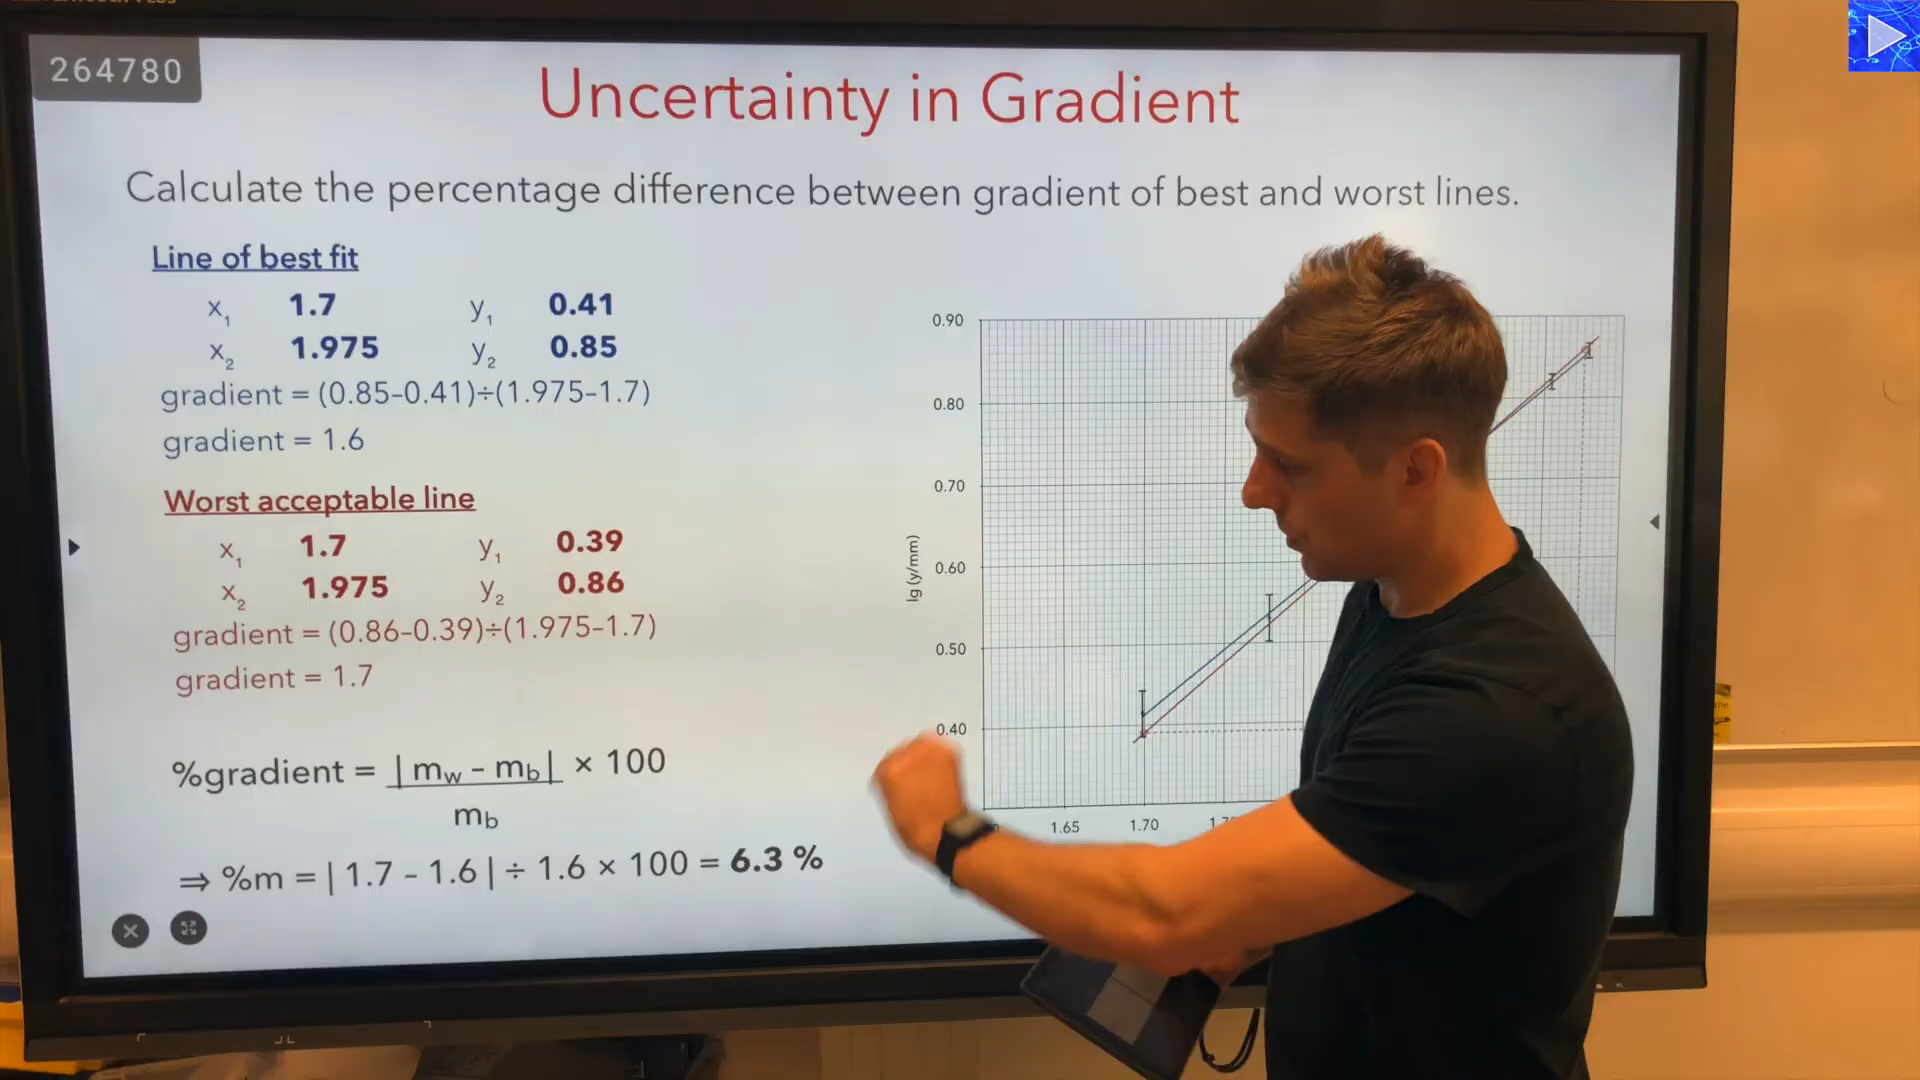 264780
Uncertainty in Gradient
Calculate the percentage difference between gradient of best and worst lines.
Line of best fit
x₁ 1.7 y₁ 0.41
x₂ 1.975 y₂ 0.85
gradient = (0.85-0.41)÷(1.975-1.7)
gradient = 1.6
Worst acceptable line
x₁ 1.7 y₁ 0.39
x₂ 1.975 y₂ 0.86
gradient = (0.86-0.39)÷(1.975-1.7)
gradient = 1.7
%gradient = | m_w - m_b | × 100
m_b
⇒ %m = | 1.7 - 1.6 | ÷ 1.6 × 100 = 6.3 %
0.90
0.80
0.70
0.60
0.50
0.40
lg (y/mm)
1.65 1.70